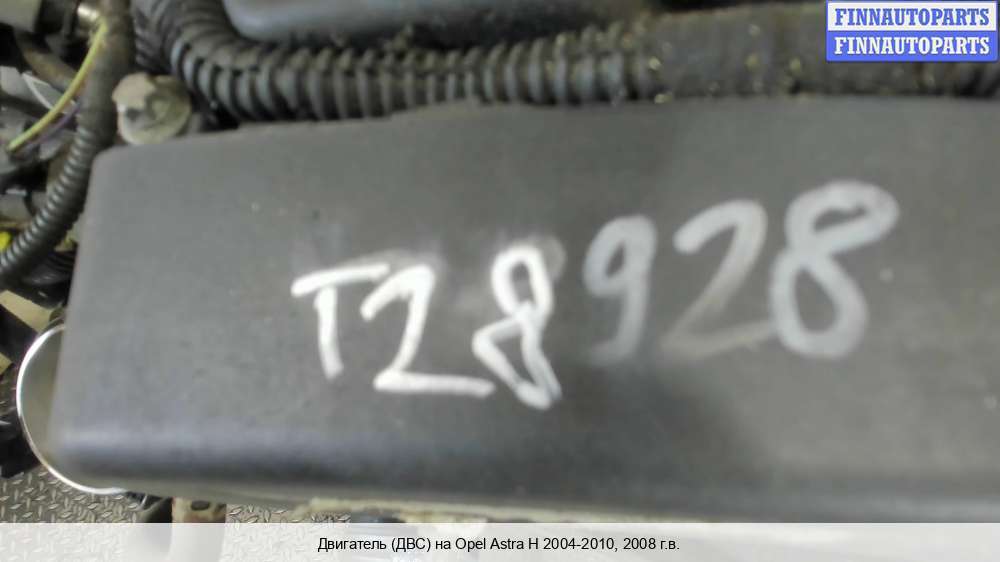 FINNAUTOPARTS
FINNAUTOPARTS
T28928
Двигатель (ДВС) на Opel Astra H 2004-2010, 2008 г.в.